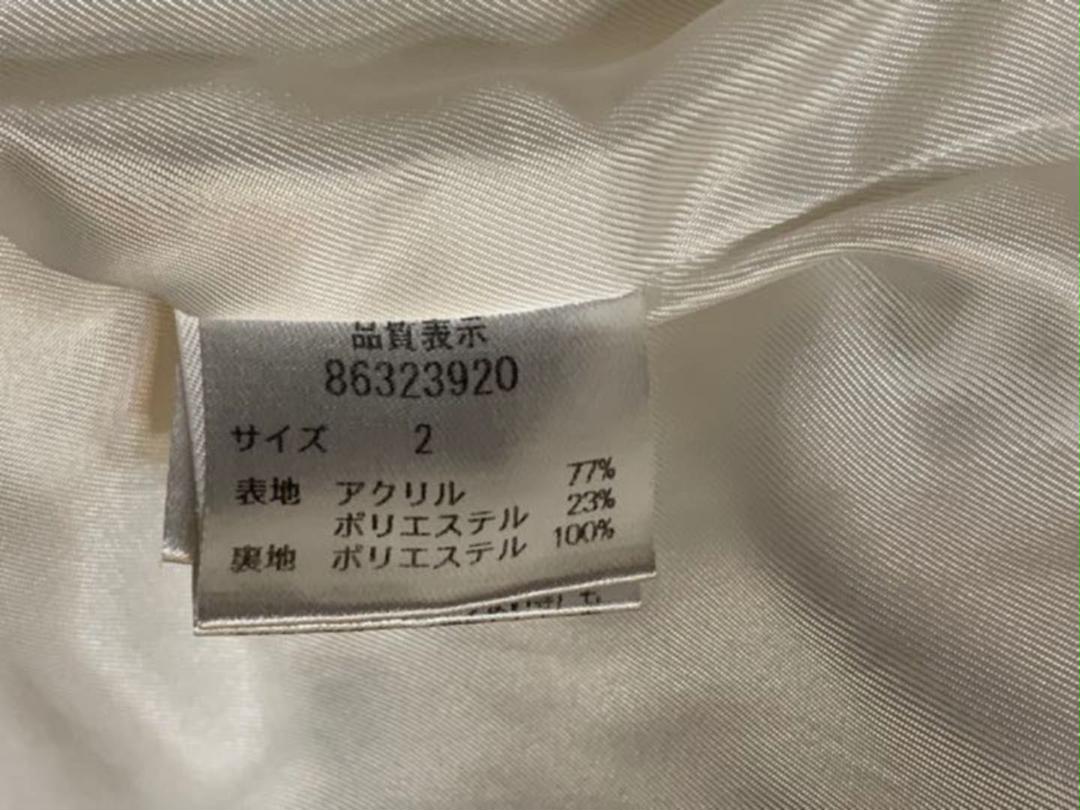 品質表示
86323920
サイズ 2
表地 アクリル 77%
ポリエステル 23%
裏地 ポリエステル 100%